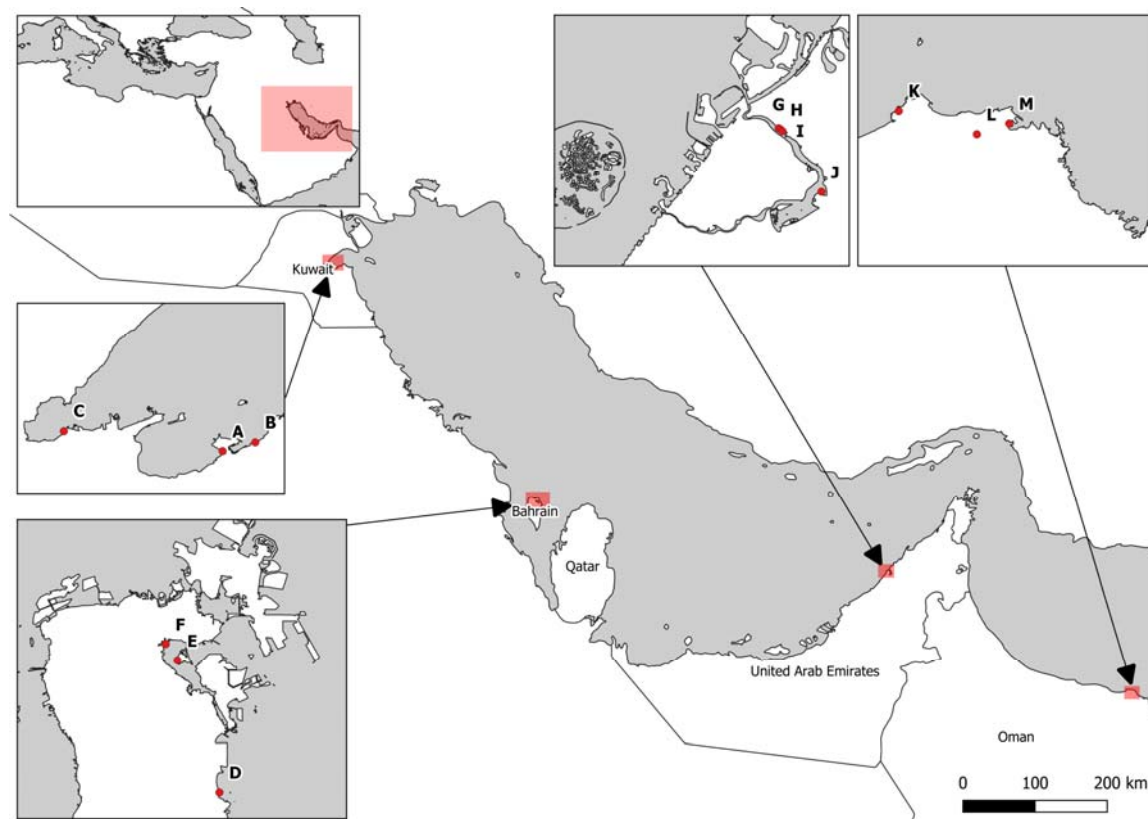 G H
I
J
K
L M
Kuwait
C
A B
Bahrain
Qatar
F
E
D
United Arab Emirates
Oman
0 100 200 km